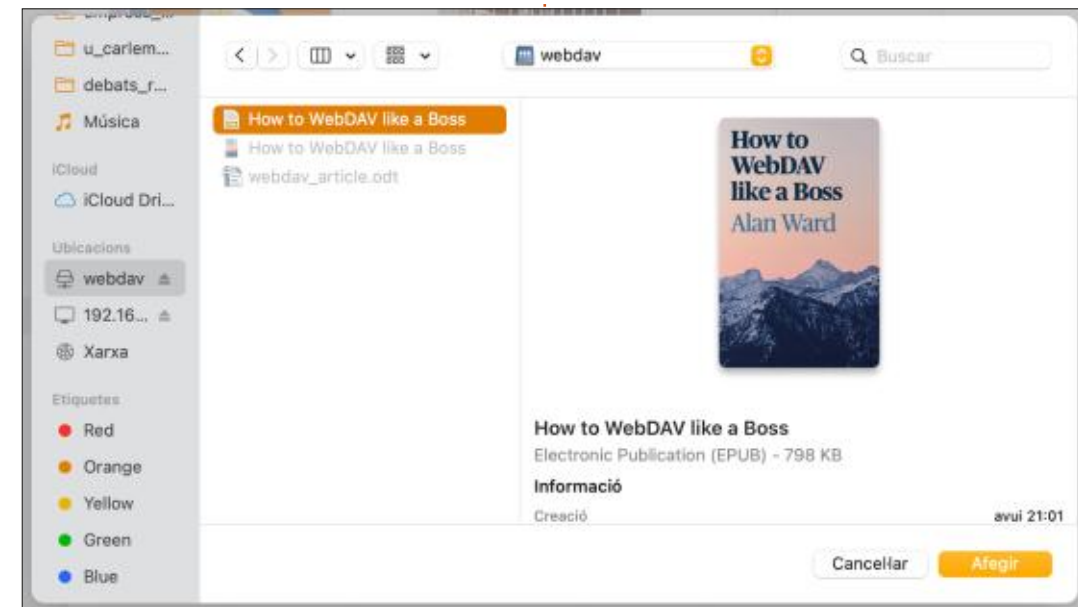 u_carlem...
debats_r...
Música
iCloud
iCloud Dri...
Ubicacions
webdav
192.16...
Xarxa
Etiquetes
Red
Orange
Yellow
Green
Blue
webdav
Buscar
How to WebDAV like a Boss
How to WebDAV like a Boss
webdav_article.odt
How to
WebDAV
like a Boss
Alan Ward
How to WebDAV like a Boss
Electronic Publication (EPUB) - 798 KB
Informació
Creació avui 21:01
Cancel·lar Afegir